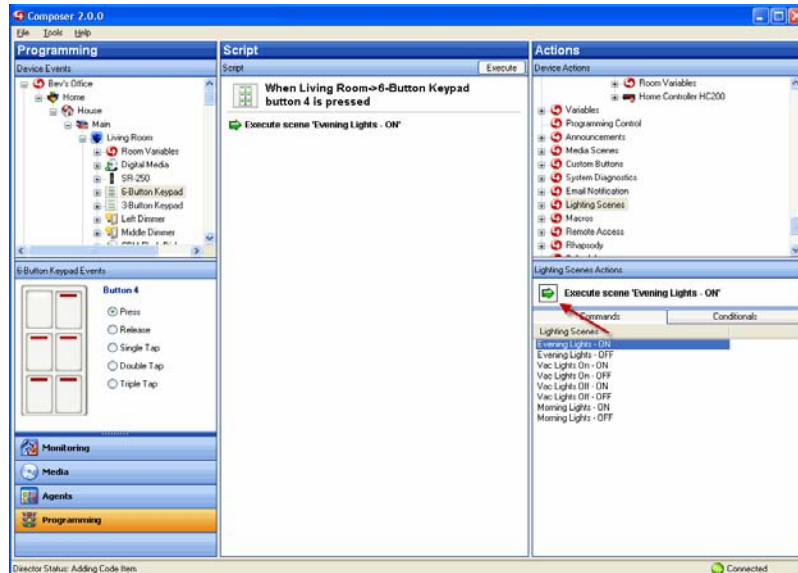 Composer 2.0.0
File Tools Help
Programming
Device Events
Bev's Office
Home
House
Main
Living Room
Room Variables
Digital Media
SR-250
6-Button Keypad
3-Button Keypad
Left Dimmer
Middle Dimmer
6-Button Keypad Events
Button 4
Press
Release
Single Tap
Double Tap
Triple Tap
Monitoring
Media
Agents
Programming
Script
Script Execute
When Living Room->6-Button Keypad
button 4 is pressed
Execute scene 'Evening Lights - ON'
Actions
Device Actions
Room Variables
Home Controller HC200
Variables
Programming Control
Announcements
Media Scenes
Custom Buttons
System Diagnostics
Email Notification
Lighting Scenes
Macros
Remote Access
Rhapsody
Lighting Scenes Actions
Execute scene 'Evening Lights - ON'
Commands Conditionals
Lighting Scenes
Evening Lights - ON
Evening Lights - OFF
Vac Lights On - ON
Vac Lights On - OFF
Vac Lights Off - ON
Vac Lights Off - OFF
Morning Lights - ON
Morning Lights - OFF
Director Status: Adding Code Item
Connected